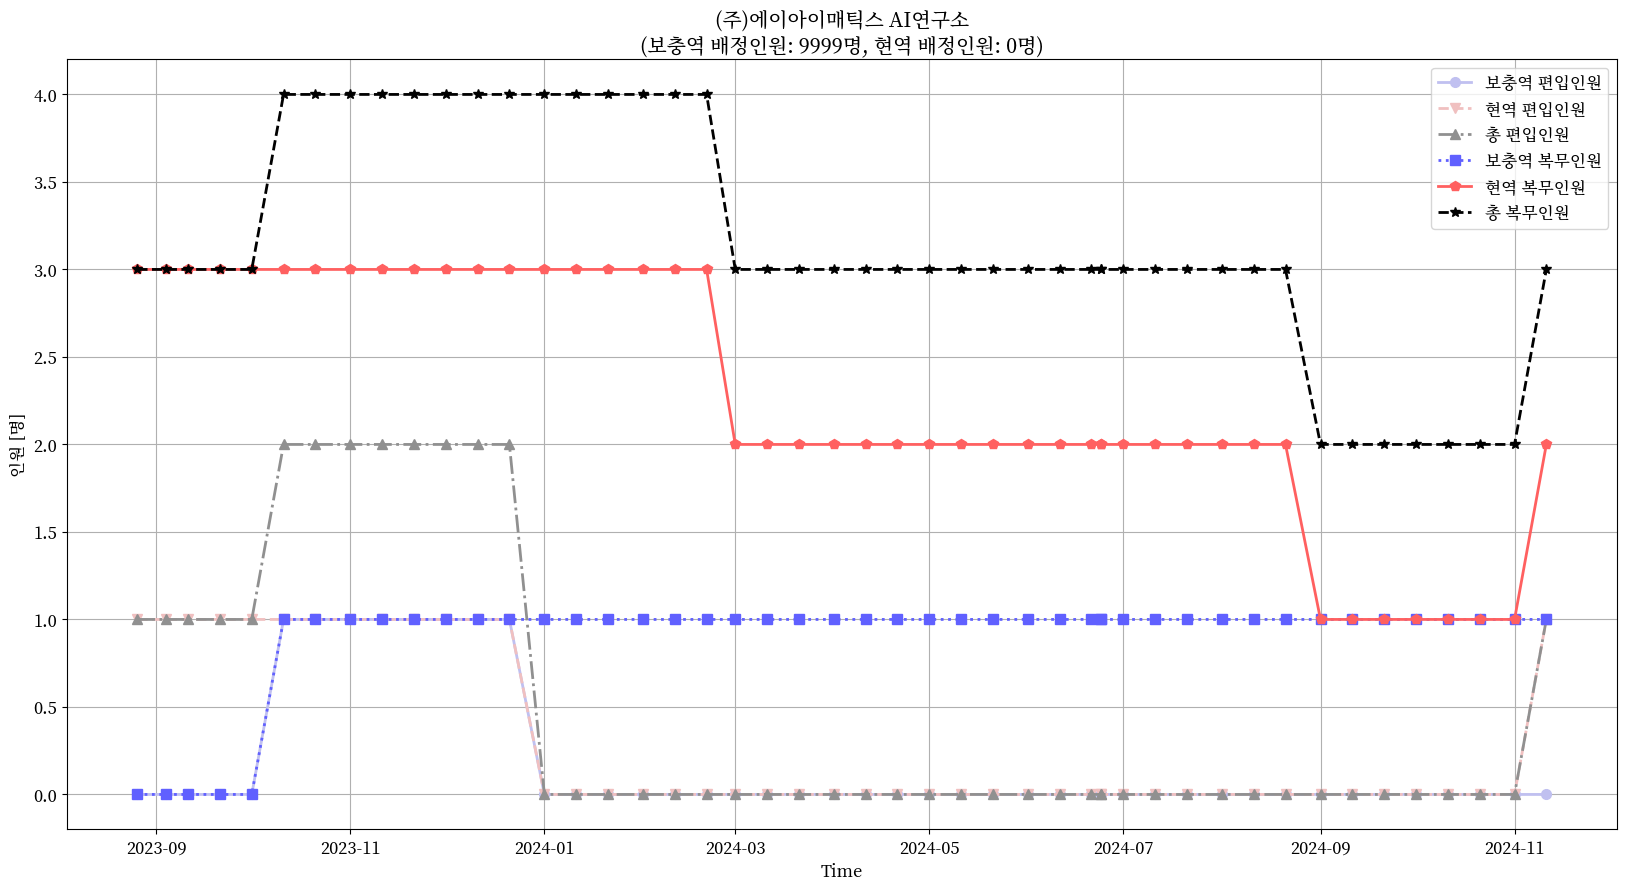 (주)에이아이매틱스 AI연구소
(보충역 배정인원: 9999명, 현역 배정인원: 0명)
보충역 편입인원
현역 편입인원
총 편입인원
보충역 복무인원
현역 복무인원
총 복무인원
인원 [명]
4.0
3.5
3.0
2.5
2.0
1.5
1.0
0.5
0.0
2023-09 2023-11 2024-01 2024-03 2024-05 2024-07 2024-09 2024-11
Time